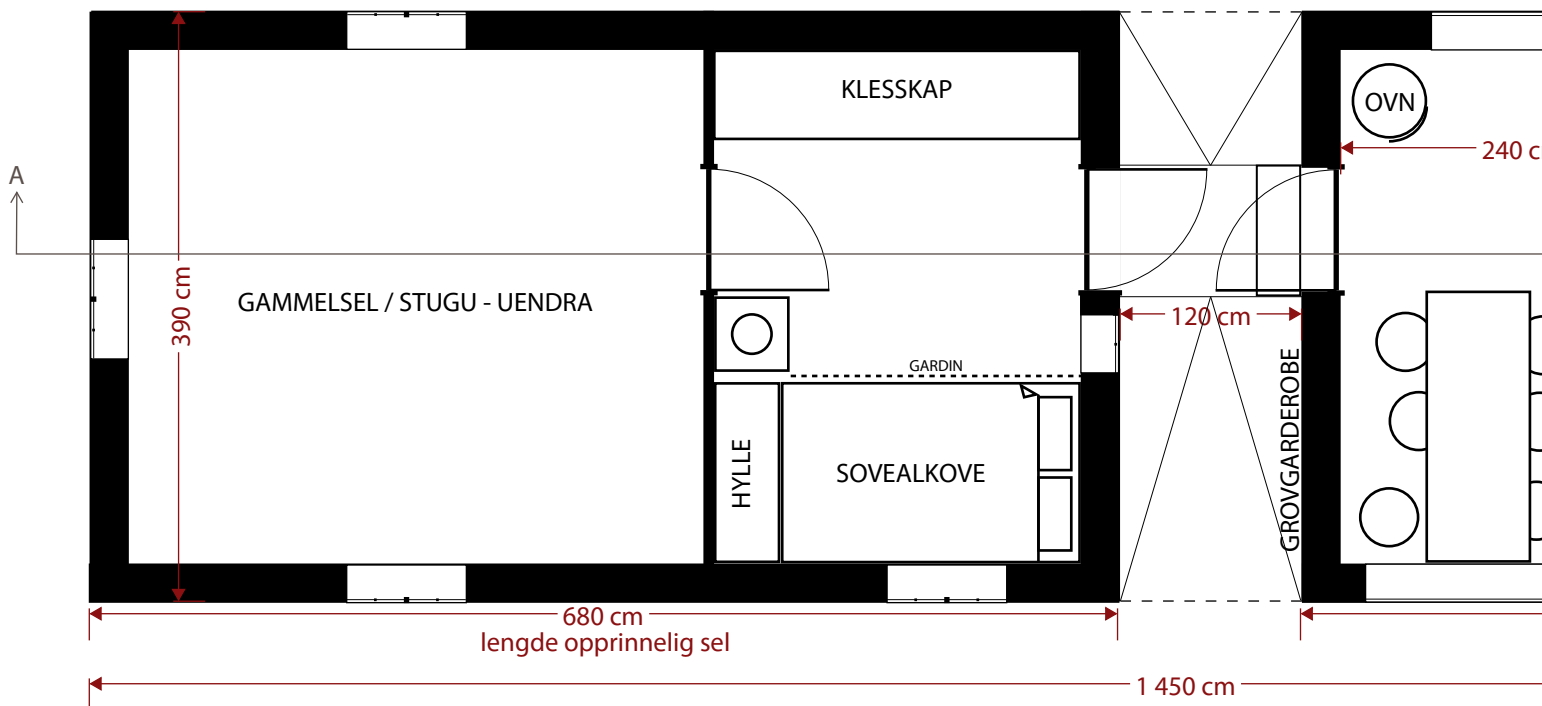 KLESSKAP
OVN
240 c
A
390 cm
GAMMELSEL / STUGU - UENDRA
120 cm
GARDIN
GROVGARDEROBE
HYLLE
SOVEALKOVE
680 cm
lengde opprinnelig sel
1 450 cm